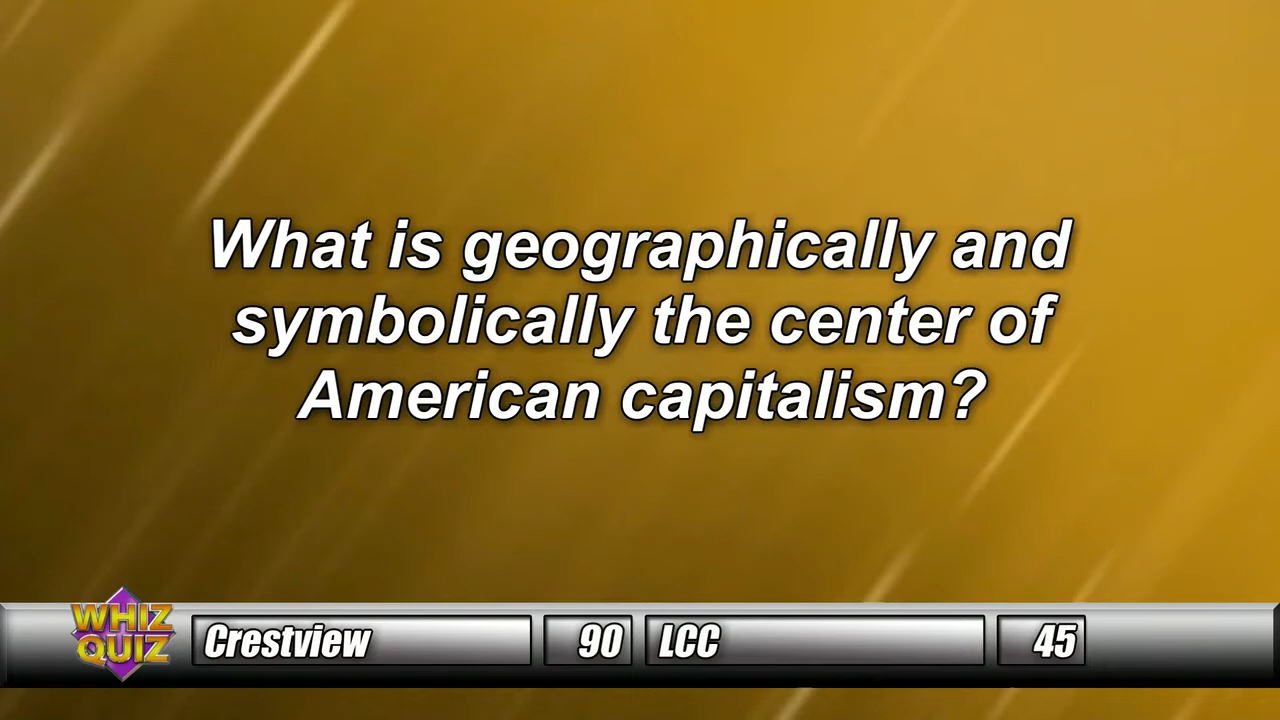 What is geographically and
symbolically the center of
American capitalism?
WHIZ
QUIZ
Crestview 90 LCC 45